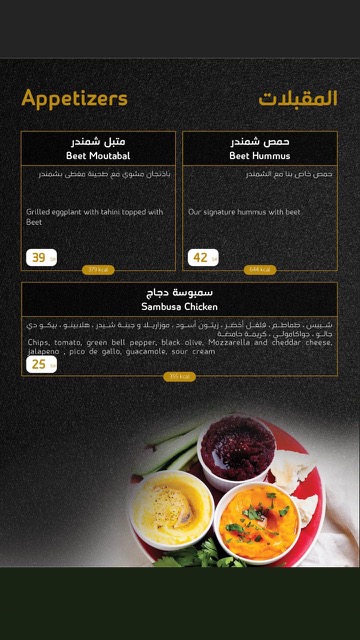 Appetizers
المقبلات
متبل شمندر
Beet Moutabal
باذنجان مشوي مع طحينة مغطى بشمندر
Grilled eggplant with tahini topped with
Beet
39 SR
379 kcal
حمص شمندر
Beet Hummus
حمص خاص بنا مع الشمندر
Our signature hummus with beet
42 SR
644 kcal
سمبوسة دجاج
Sambusa Chicken
شيبس ، طماطم ، فلفل أخضر ، زيتون أسود ، موزاريلا و جبنة شيدر ، هلابينو ، بيكو دي
جالو ، جواكامولي ، كريمة حامضة
Chips, tomato, green bell pepper, black olive, Mozzarella and cheddar cheese,
jalapeno , pico de gallo, guacamole, sour cream
25
kcal